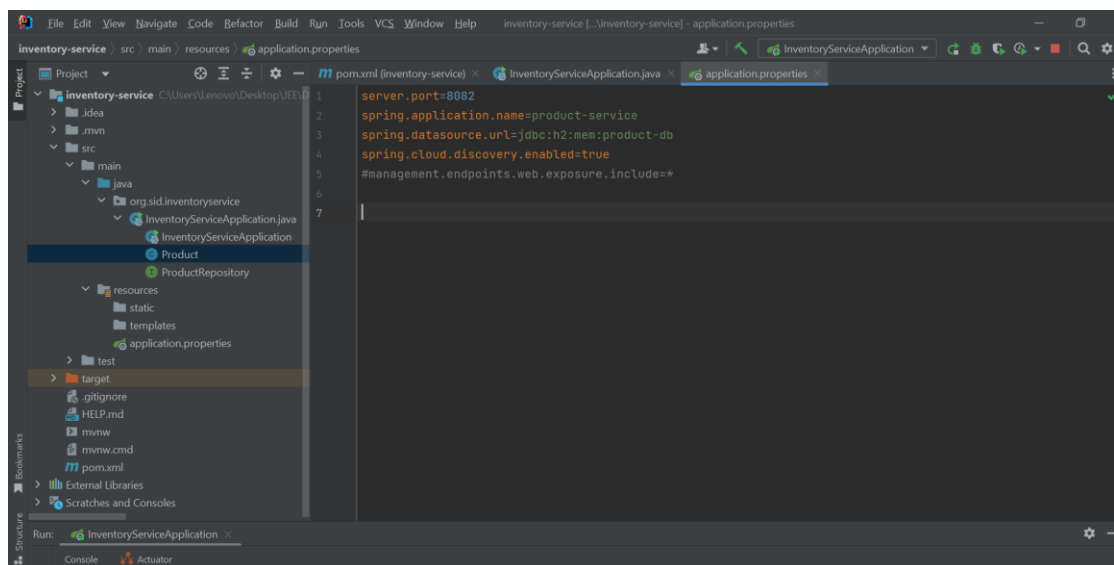 File Edit View Navigate Code Refactor Build Run Tools VCS Window Help inventory-service [...\inventory-service] - application.properties
inventory-service src main resources application.properties InventoryServiceApplication
Project pom.xml (inventory-service) InventoryServiceApplication.java application.properties
Project
inventory-service C:\Users\Lenovo\Desktop\JEE\D
.idea
.mvn
src
main
java
org.sid.inventoryservice
InventoryServiceApplication.java
InventoryServiceApplication
Product
ProductRepository
resources
static
templates
application.properties
test
target
.gitignore
HELP.md
mvnw
mvnw.cmd
pom.xml
External Libraries
Scratches and Consoles
1 server.port=8082
2 spring.application.name=product-service
3 spring.datasource.url=jdbc:h2:mem:product-db
4 spring.cloud.discovery.enabled=true
5 #management.endpoints.web.exposure.include=*
6
7
Bookmarks
Structure
Run: InventoryServiceApplication
Console Actuator